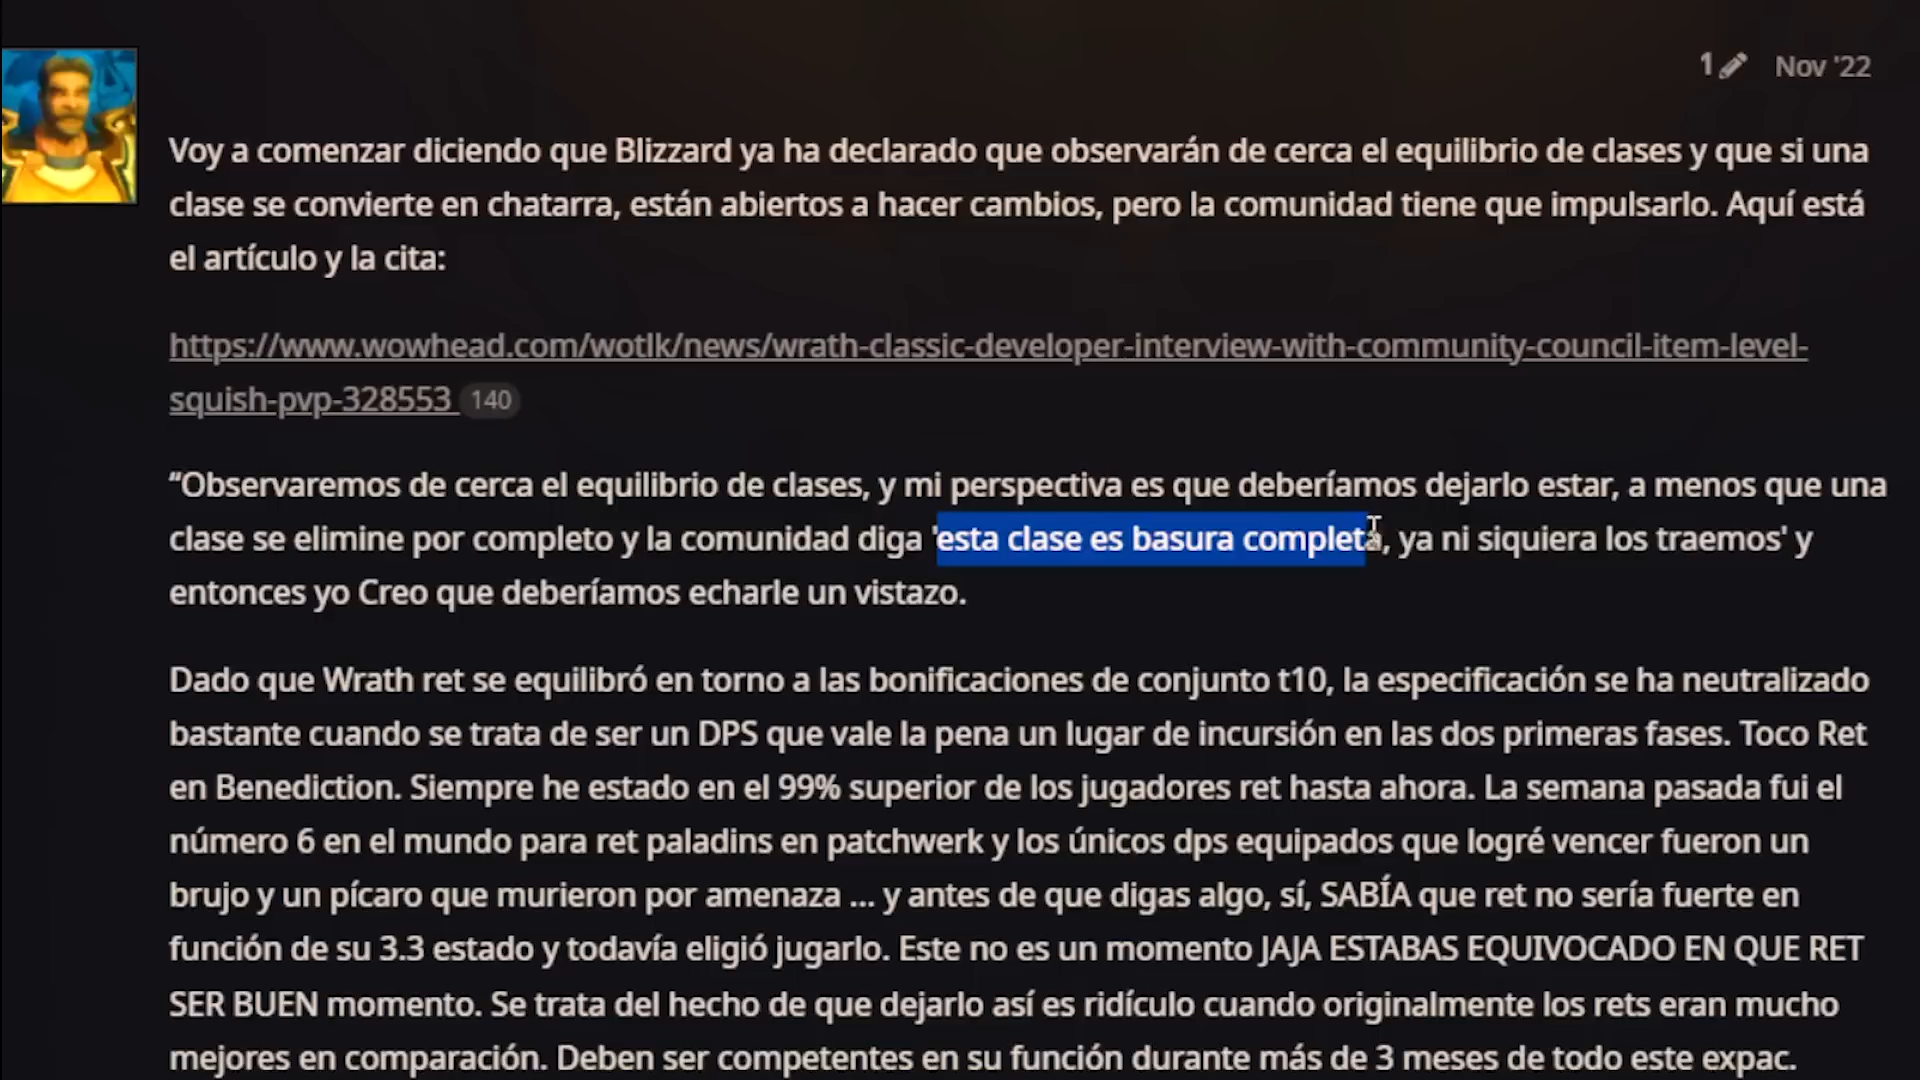 1 Nov '22
Voy a comenzar diciendo que Blizzard ya ha declarado que observarán de cerca el equilibrio de clases y que si una
clase se convierte en chatarra, están abiertos a hacer cambios, pero la comunidad tiene que impulsarlo. Aquí está
el artículo y la cita:
https://www.wowhead.com/wotlk/news/wrath-classic-developer-interview-with-community-council-item-level-
squish-pvp-328553 140
“Observaremos de cerca el equilibrio de clases, y mi perspectiva es que deberíamos dejarlo estar, a menos que una
clase se elimine por completo y la comunidad diga 'esta clase es basura completa, ya ni siquiera los traemos' y
entonces yo Creo que deberíamos echarle un vistazo.
Dado que Wrath ret se equilibró en torno a las bonificaciones de conjunto t10, la especificación se ha neutralizado
bastante cuando se trata de ser un DPS que vale la pena un lugar de incursión en las dos primeras fases. Toco Ret
en Benediction. Siempre he estado en el 99% superior de los jugadores ret hasta ahora. La semana pasada fui el
número 6 en el mundo para ret paladins en patchwerk y los únicos dps equipados que logré vencer fueron un
brujo y un pícaro que murieron por amenaza ... y antes de que digas algo, sí, SABÍA que ret no sería fuerte en
función de su 3.3 estado y todavía eligió jugarlo. Este no es un momento JAJA ESTABAS EQUIVOCADO EN QUE RET
SER BUEN momento. Se trata del hecho de que dejarlo así es ridículo cuando originalmente los rets eran mucho
mejores en comparación. Deben ser competentes en su función durante más de 3 meses de todo este expac.